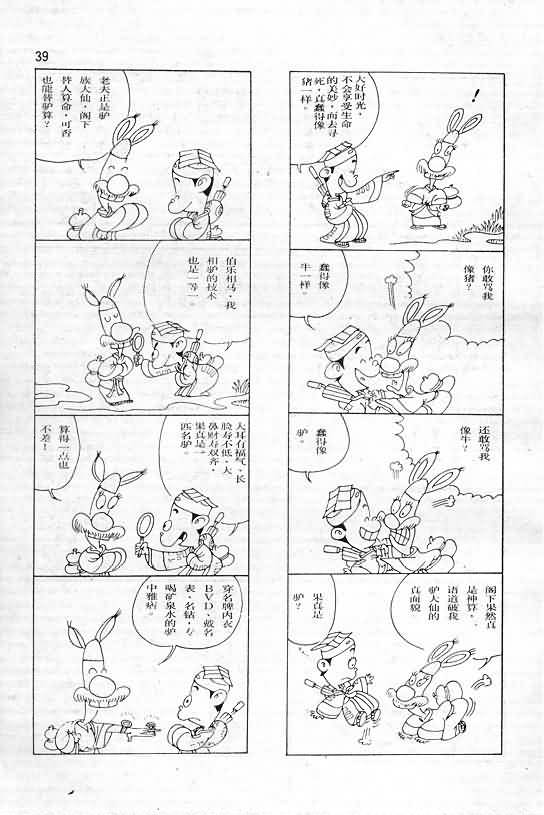 39
大好时光，
不会享受生命
的美妙，而去寻
死，真蠢得像
猪一样。
!
你敢骂我
像猪？
蠢得像
牛一样。
还敢骂我
像牛？
蠢得像
驴。
阁下果然真
是神算，一
语道破我
驴大仙的
真面貌
果真是
驴？
老夫正是驴
族大仙，阁下
替人算命，可否
也能替驴算？
伯乐相马，我
相驴的技术
也是一等一。
大耳有福气，长
脸寿不低，大
鼻财寿双齐，
果真是一
匹名驴。
算得一点也
不差！
穿名牌内衣
BVD、戴名
表、名钻，专
喝矿泉水的驴
中雅痞。